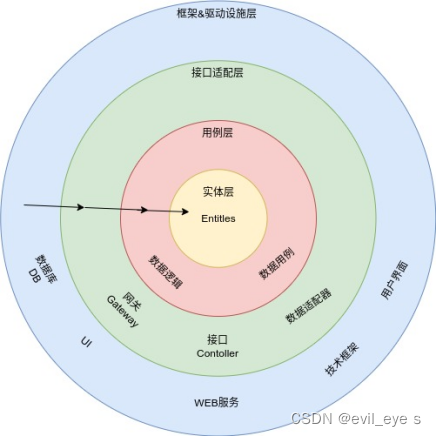 框架&驱动设施层
接口适配层
用例层
实体层
Entitles
数据逻辑
数据用例
网关
Gateway
数据适配器
接口
Contoller
数据库
DB
UI
用户界面
技术框架
WEB服务
CSDN @evil_eye s